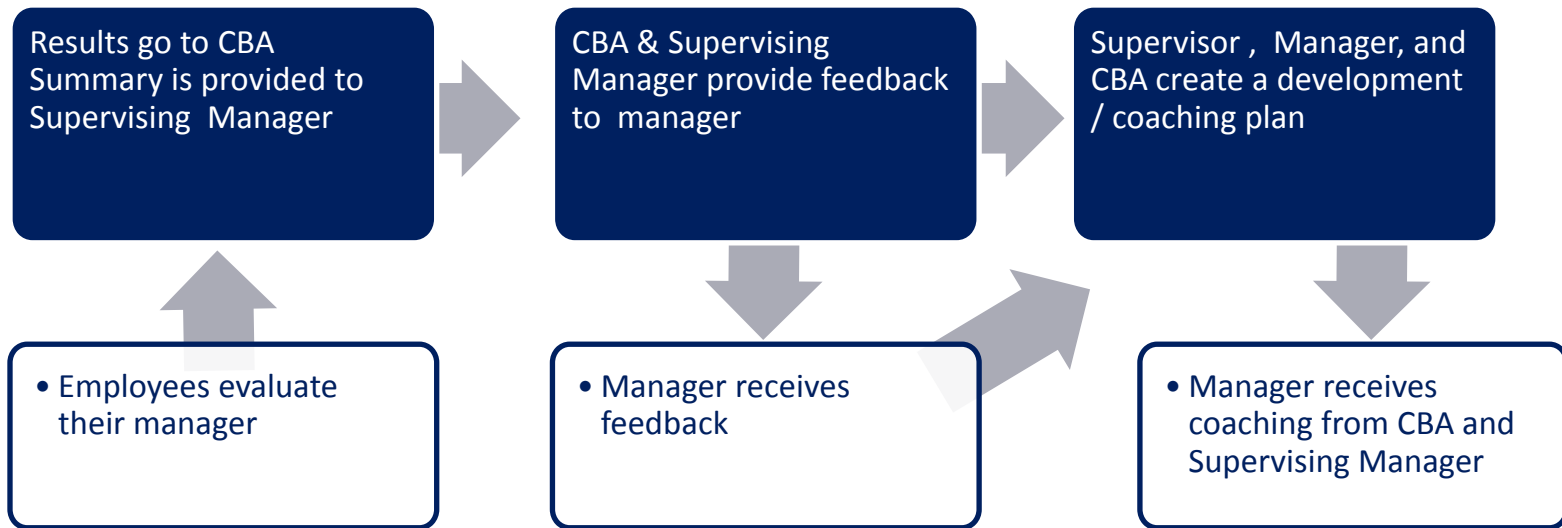 Results go to CBA
Summary is provided to
Supervising  Manager
CBA & Supervising
Manager provide feedback
to  manager
Supervisor ,  Manager, and
CBA create a development
/ coaching plan
• Employees evaluate
their manager
• Manager receives
feedback
• Manager receives
coaching from CBA and
Supervising Manager